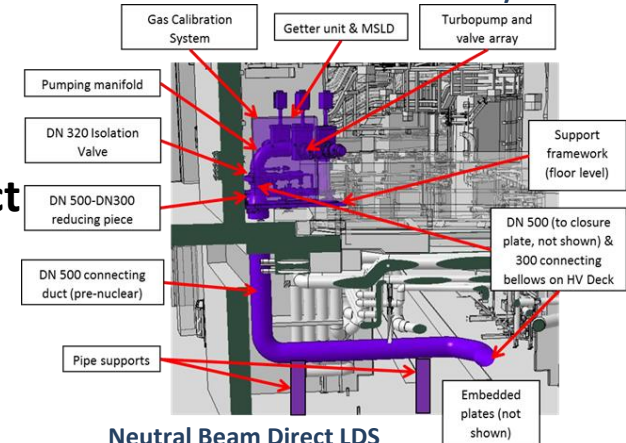 Gas Calibration
System
Getter unit & MSLD
Turbopump and
valve array
Pumping manifold
DN 320 Isolation
Valve
DN 500-DN300
reducing piece
DN 500 connecting
duct (pre-nuclear)
Pipe supports
Support
framework
(floor level)
DN 500 (to closure
plate, not shown) &
300 connecting
bellows on HV Deck
Embedded
plates (not
shown)
Neutral Beam Direct LDS